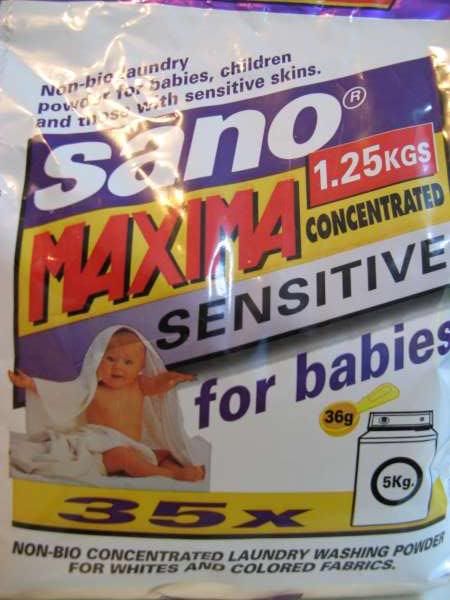 Non-bio laundry
powder for babies, children
and those with sensitive skins.
sano®
1.25KGS
MAXIMA CONCENTRATED
SENSITIVE
for babies
36g
5Kg.
35x
NON-BIO CONCENTRATED LAUNDRY WASHING POWDER
FOR WHITES AND COLORED FABRICS.